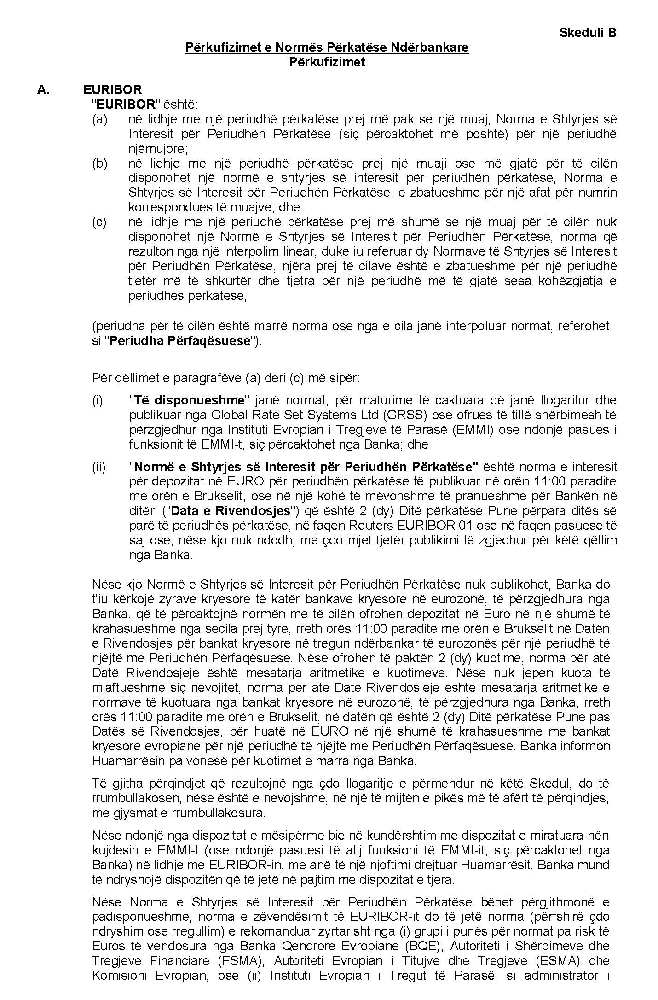 Skeduli B
Përkufizimet e Normës Përkatëse Ndërbankare
Përkufizimet
A. EURIBOR
"EURIBOR" është:
(a) në lidhje me një periudhë përkatëse prej më pak se një muaj, Norma e Shtyrjes së
Interesit për Periudhën Përkatëse (siç përcaktohet më poshtë) për një periudhë
njëmujore;
(b) në lidhje me një periudhë përkatëse prej një muaji ose më gjatë për të cilën
disponohet një normë e shtyrjes së interesit për periudhën përkatëse, Norma e
Shtyrjes së Interesit për Periudhën Përkatëse, e zbatueshme për një afat për numrin
korrespondues të muajve; dhe
(c) në lidhje me një periudhë përkatëse prej më shumë se një muaj për të cilën nuk
disponohet një Normë e Shtyrjes së Interesit për Periudhën Përkatëse, norma që
rezulton nga një interpolim linear, duke iu referuar dy Normave të Shtyrjes së Interesit
për Periudhën Përkatëse, njëra prej të cilave është e zbatueshme për një periudhë
tjetër më të shkurtër dhe tjetra për një periudhë më të gjatë sesa kohëzgjatja e
periudhës përkatëse,
(periudha për të cilën është marrë norma ose nga e cila janë interpoluar normat, referohet
si "Periudha Përfaqësuese").
Për qëllimet e paragrafëve (a) deri (c) më sipër:
(i) "Të disponueshme" janë normat, për maturime të caktuara që janë llogaritur dhe
publikuar nga Global Rate Set Systems Ltd (GRSS) ose ofrues të tillë shërbimesh të
përzgjedhur nga Instituti Evropian i Tregjeve të Parasë (EMMI) ose ndonjë pasues i
funksionit të EMMI-t, siç përcaktohet nga Banka; dhe
(ii) "Normë e Shtyrjes së Interesit për Periudhën Përkatëse" është norma e interesit
për depozitat në EURO për periudhën përkatëse të publikuar në orën 11:00 paradite
me orën e Brukselit, ose në një kohë të mëvonshme të pranueshme për Bankën në
ditën ("Data e Rivendosjes") që është 2 (dy) Ditë përkatëse Pune përpara ditës së
parë të periudhës përkatëse, në faqen Reuters EURIBOR 01 ose në faqen pasuese të
saj ose, nëse kjo nuk ndodh, me çdo mjet tjetër publikimi të zgjedhur për këtë qëllim
nga Banka.
Nëse kjo Normë e Shtyrjes së Interesit për Periudhën Përkatëse nuk publikohet, Banka do
t'iu kërkojë zyrave kryesore të katër bankave kryesore në eurozonë, të përzgjedhura nga
Banka, që të përcaktojnë normën me të cilën ofrohen depozitat në Euro në një shumë të
krahasueshme nga secila prej tyre, rreth orës 11:00 paradite me orën e Brukselit në Datën
e Rivendosjes për bankat kryesore në tregun ndërbankar të eurozonës për një periudhë të
njëjtë me Periudhën Përfaqësuese. Nëse ofrohen të paktën 2 (dy) kuotime, norma për atë
Datë Rivendosjeje është mesatarja aritmetike e kuotimeve. Nëse nuk jepen kuota të
mjaftueshme siç nevojitet, norma për atë Datë Rivendosjeje është mesatarja aritmetike e
normave të kuotuara nga bankat kryesore në eurozonë, të përzgjedhura nga Banka, rreth
orës 11:00 paradite me orën e Brukselit, në datën që është 2 (dy) Ditë përkatëse Pune pas
Datës së Rivendosjes, për huatë në EURO në një shumë të krahasueshme me bankat
kryesore evropiane për një periudhë të njëjtë me Periudhën Përfaqësuese. Banka informon
Huamarrësin pa vonesë për kuotimet e marra nga Banka.
Të gjitha përqindjet që rezultojnë nga çdo llogaritje e përmendur në këtë Skedul, do të
rrumbullakosen, nëse është e nevojshme, në një të mijtën e pikës më të afërt të përqindjes,
me gjysmat e rrumbullakosura.
Nëse ndonjë nga dispozitat e mësipërme bie në kundërshtim me dispozitat e miratuara nën
kujdesin e EMMI-t (ose ndonjë pasuesi të atij funksioni të EMMI-it, siç përcaktohet nga
Banka) në lidhje me EURIBOR-in, me anë të një njoftimi drejtuar Huamarrësit, Banka mund
të ndryshojë dispozitën që të jetë në pajtim me dispozitat e tjera.
Nëse Norma e Shtyrjes së Interesit për Periudhën Përkatëse bëhet përgjithmonë e
padisponueshme, norma e zëvendësimit të EURIBOR-it do të jetë norma (përfshirë çdo
ndryshim ose rregullim) e rekomanduar zyrtarisht nga (i) grupi i punës për normat pa risk të
Euros të vendosura nga Banka Qendrore Evropiane (BQE), Autoriteti i Shërbimeve dhe
Tregjeve Financiare (FSMA), Autoriteti Evropian i Titujve dhe Tregjeve (ESMA) dhe
Komisioni Evropian, ose (ii) Instituti Evropian i Tregut të Parasë, si administrator i